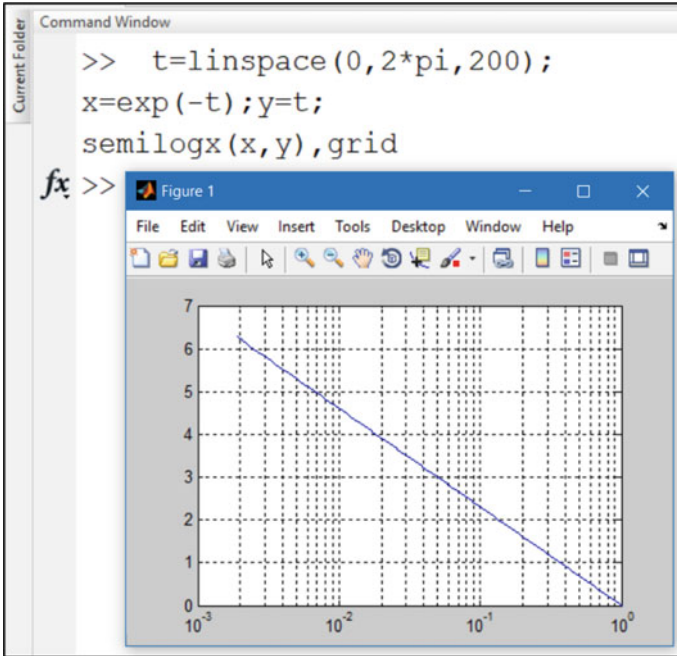 Current Folder
Command Window
>> t=linspace(0,2*pi,200);
x=exp(-t);y=t;
semilogx(x,y),grid
fx >>
Figure 1
File Edit View Insert Tools Desktop Window Help
7
6
5
4
3
2
1
0
10⁻³ 10⁻² 10⁻¹ 10⁰